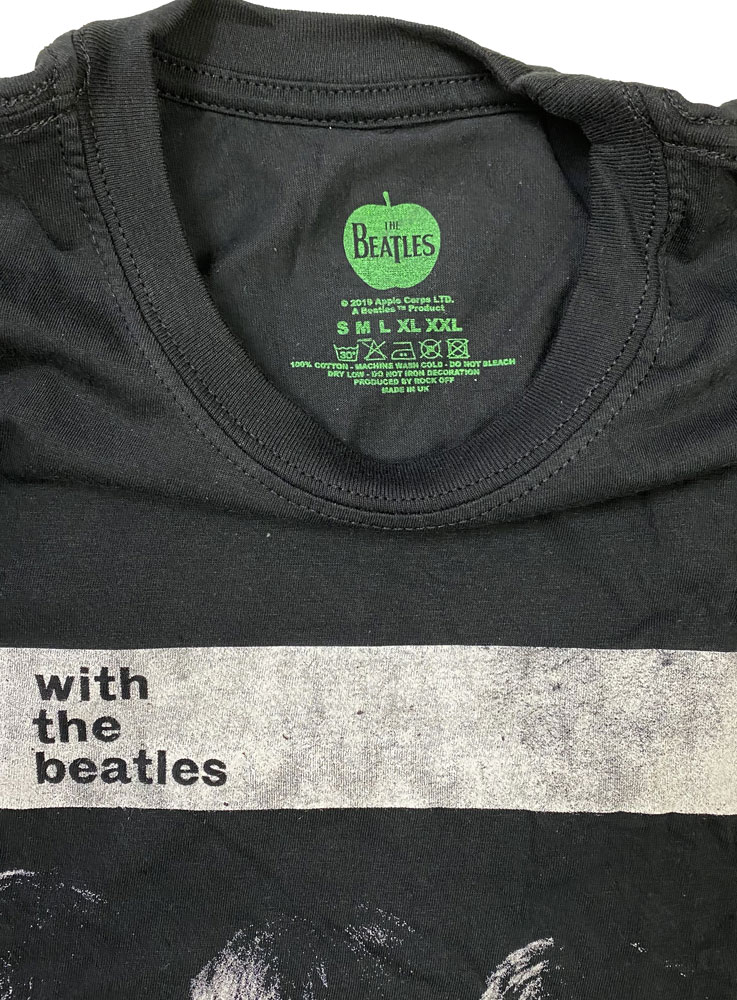 THE
BEATLES
© 2019 Apple Corps LTD.
A Beatles™ Product
S M L XL XXL
30°
100% COTTON - MACHINE WASH COLD - DO NOT BLEACH
DRY LOW - DO NOT IRON DECORATION
PRODUCED BY ROCK OFF
MADE IN UK
with
the
beatles